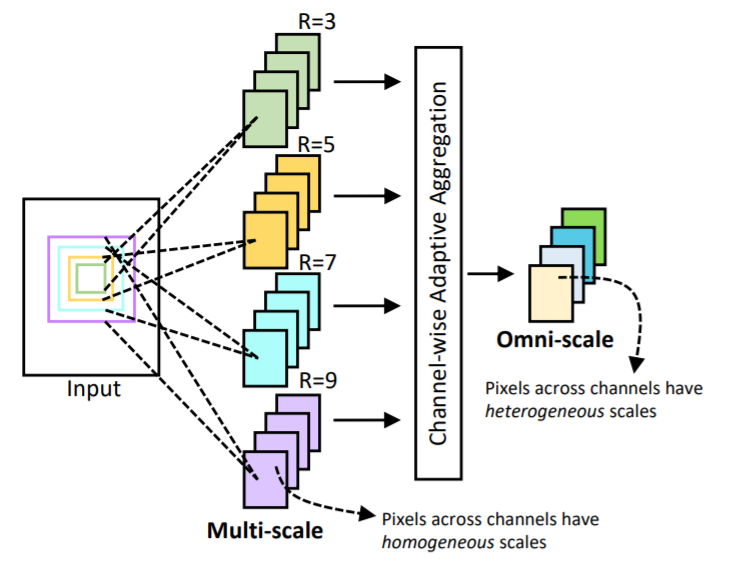 R=3
R=5
R=7
R=9
Input
Multi-scale
Channel-wise Adaptive Aggregation
Omni-scale
Pixels across channels have
heterogeneous scales
Pixels across channels have
homogeneous scales